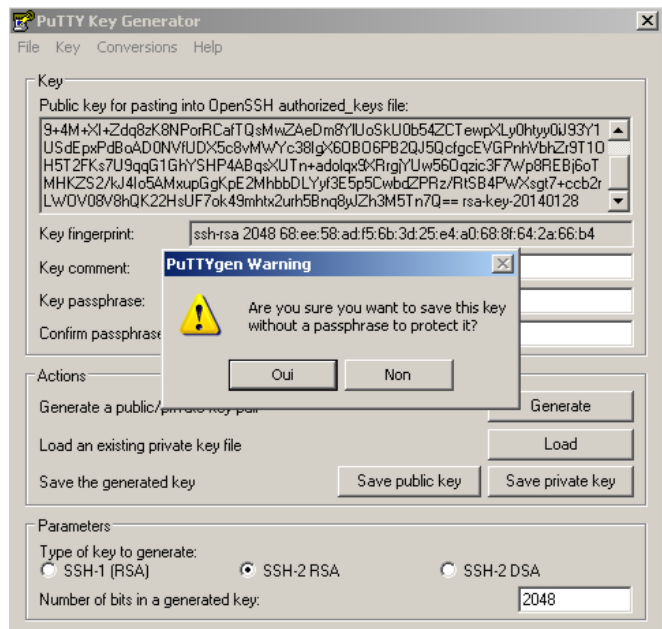 PuTTY Key Generator
File Key Conversions Help
Key
Public key for pasting into OpenSSH authorized_keys file:
9+4M+XI+Zdq8zK8NPorRCafTQsMwZAeDm8YlUoSkU0b54ZCTewpXLy0htyy0iJ93Y1
USdEpxPdBoAD0NVfUDX5c8vMWYc38lgX6OBO6PB2QJ5QcfgcEVGPnhVbhZr9T1O
H5T2FKs7U9qqG1GhYSHP4ABqsXUTn+adolqx9XRrgjYUw56Oqzic3F7Wp8REBj6oT
MHKZS2/kJ4Io5AMxupGgKpE2MhbbDLYyf3E5p5CwbdZPRz/RtSB4PWXsgt7+ccb2r
LWOV08V8hQK22HsUF7ok49mhtx2urh5Bnq8wJZh3M5Tn7Q== rsa-key-20140128
Key fingerprint: ssh-rsa 2048 68:ee:58:ad:f5:6b:3d:25:e4:a0:68:8f:64:2a:66:b4
Key comment:
PuTTYgen Warning
Key passphrase:
Are you sure you want to save this key
without a passphrase to protect it?
Confirm passphrase
Oui Non
Actions
Generate a public/private key pair Generate
Load an existing private key file Load
Save the generated key Save public key Save private key
Parameters
Type of key to generate:
SSH-1 (RSA) SSH-2 RSA SSH-2 DSA
Number of bits in a generated key: 2048